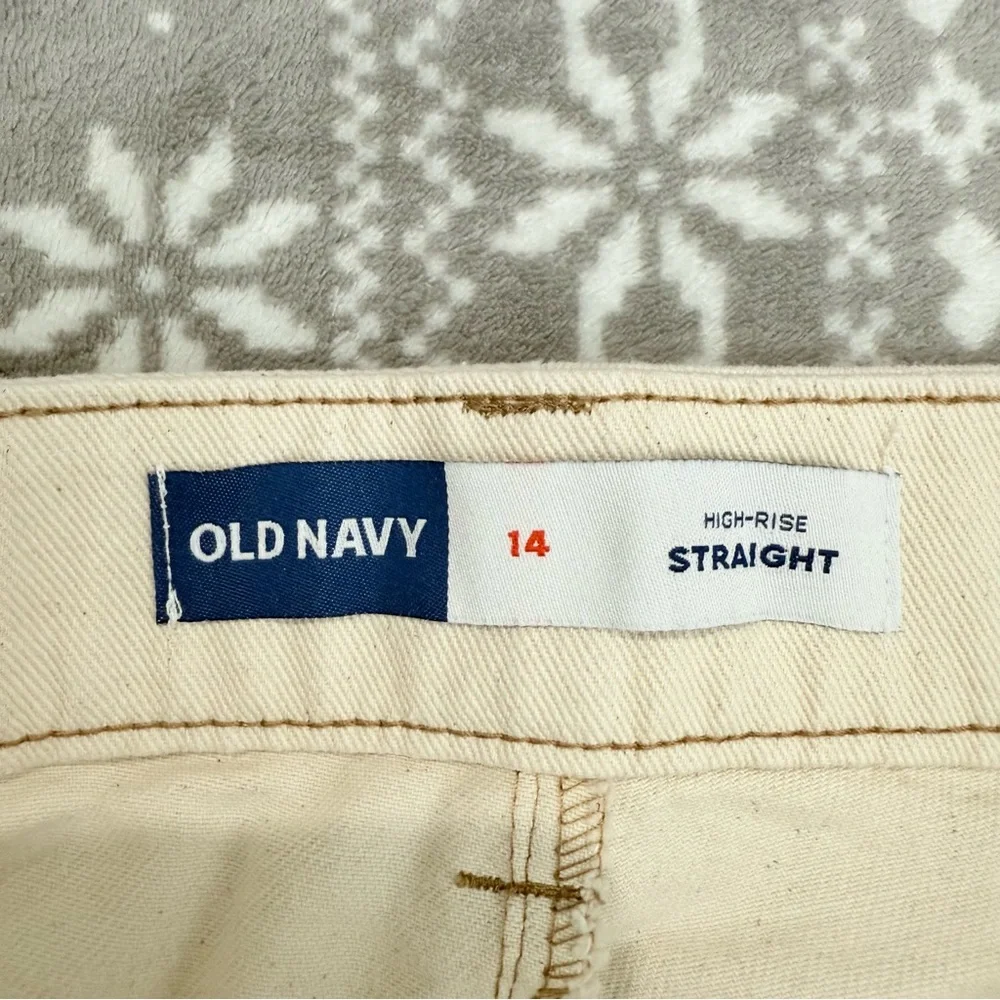 OLD NAVY
14
HIGH-RISE
STRAIGHT